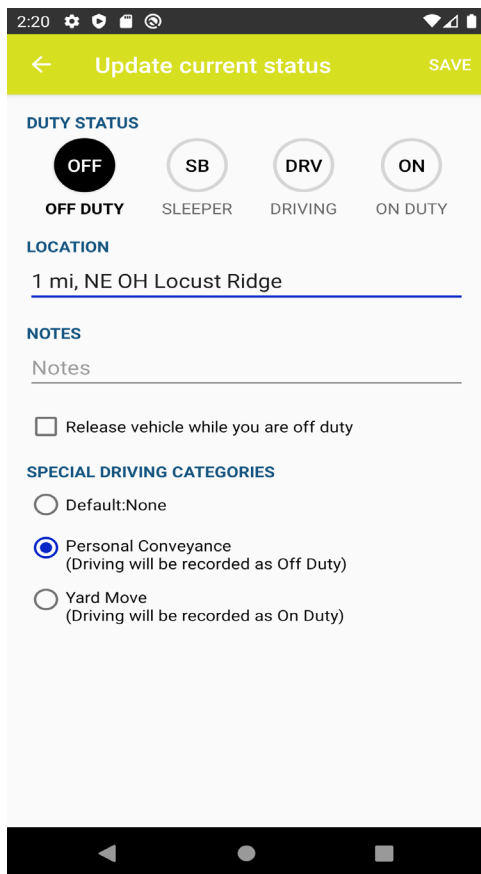 2:20
Update current status SAVE
DUTY STATUS
OFF SB DRV ON
OFF DUTY SLEEPER DRIVING ON DUTY
LOCATION
1 mi, NE OH Locust Ridge
NOTES
Notes
Release vehicle while you are off duty
SPECIAL DRIVING CATEGORIES
Default:None
Personal Conveyance
(Driving will be recorded as Off Duty)
Yard Move
(Driving will be recorded as On Duty)